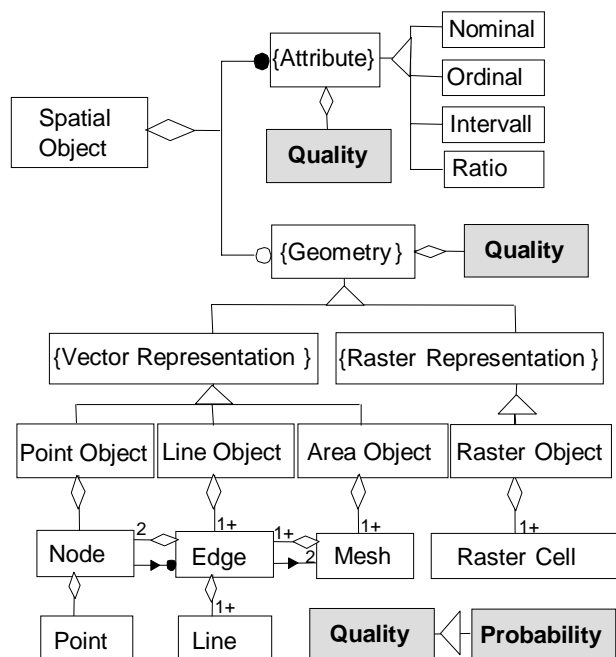 Nominal
{Attribute}
Ordinal
Spatial
Object
Intervall
Quality
Ratio
{Geometry}
Quality
{Vector Representation }
{Raster Representation }
Point Object
Line Object
Area Object
Raster Object
2
1+
1+
1+
1+
Node
Edge
2
Mesh
Raster Cell
1+
Point
Line
Quality
Probability